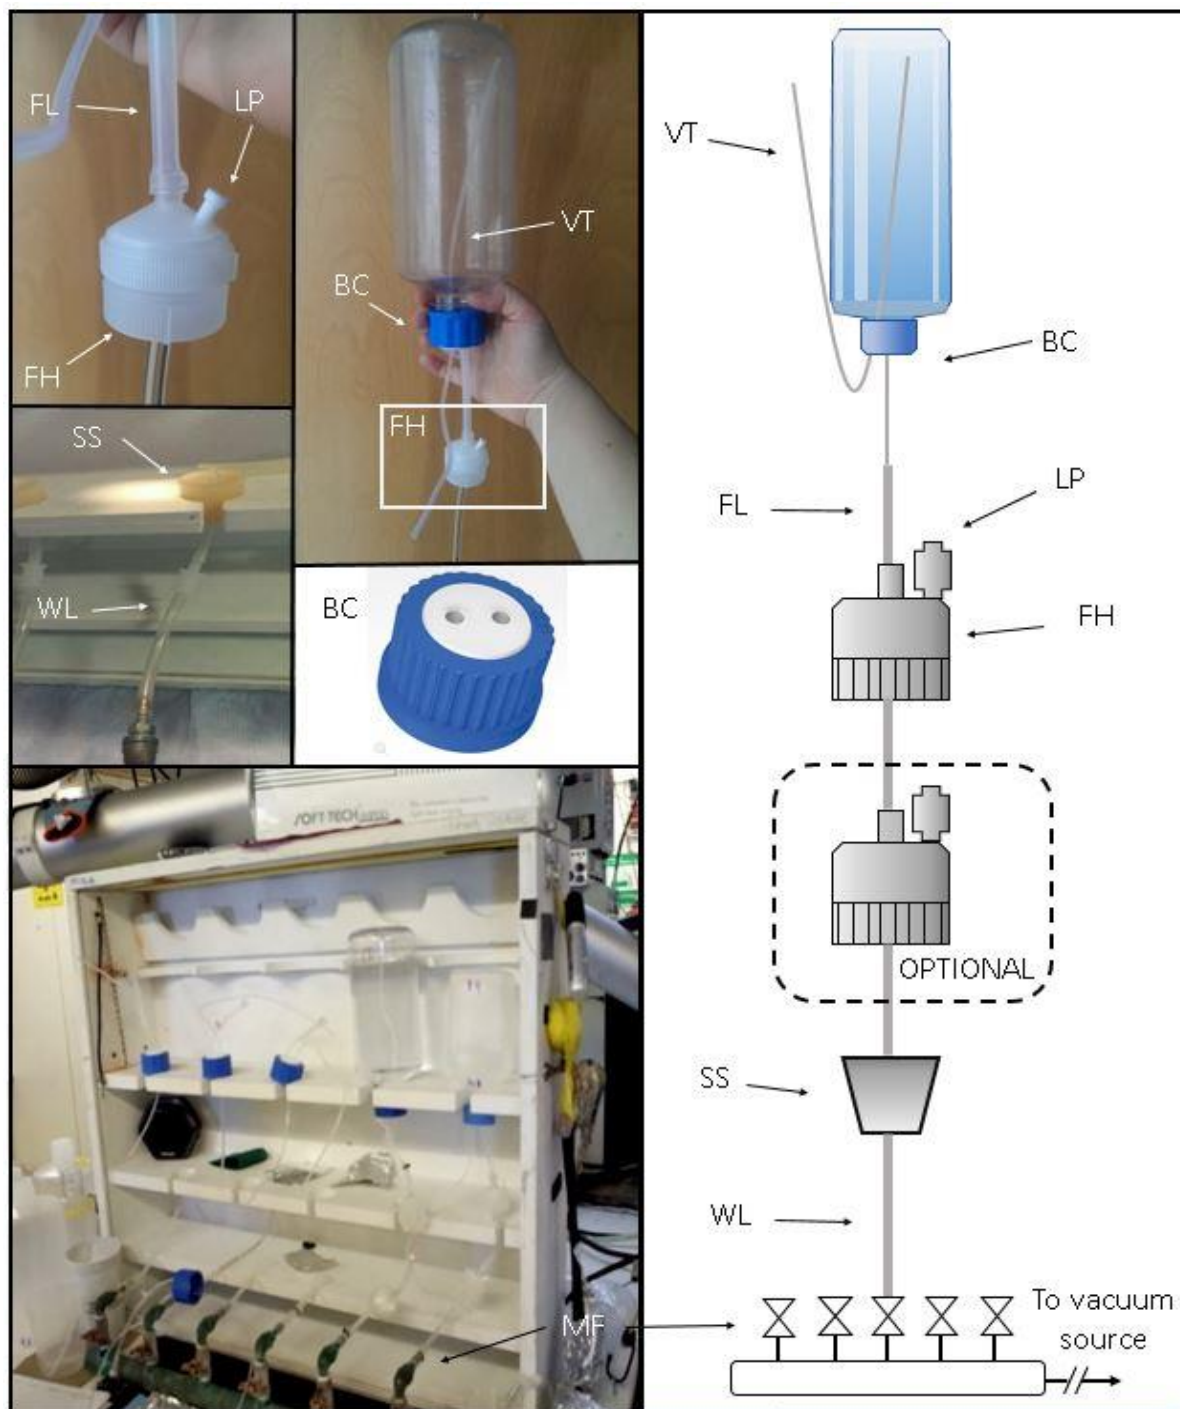 FL
LP
FH
VT
BC
FH
SS
WL
BC
SOFT TECH
MF
VT
BC
FL
LP
FH
OPTIONAL
SS
WL
To vacuum
source